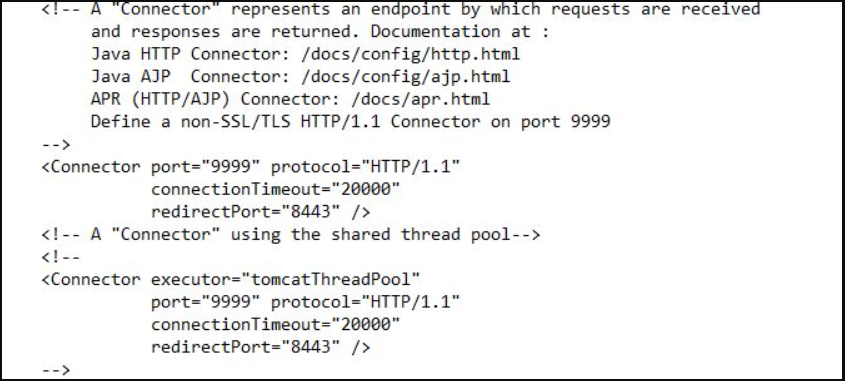 <!-- A "Connector" represents an endpoint by which requests are received
     and responses are returned. Documentation at :
     Java HTTP Connector: /docs/config/http.html
     Java AJP  Connector: /docs/config/ajp.html
     APR (HTTP/AJP) Connector: /docs/apr.html
     Define a non-SSL/TLS HTTP/1.1 Connector on port 9999
-->
<Connector port="9999" protocol="HTTP/1.1"
           connectionTimeout="20000"
           redirectPort="8443" />
<!-- A "Connector" using the shared thread pool-->
<!--
<Connector executor="tomcatThreadPool"
           port="9999" protocol="HTTP/1.1"
           connectionTimeout="20000"
           redirectPort="8443" />
-->